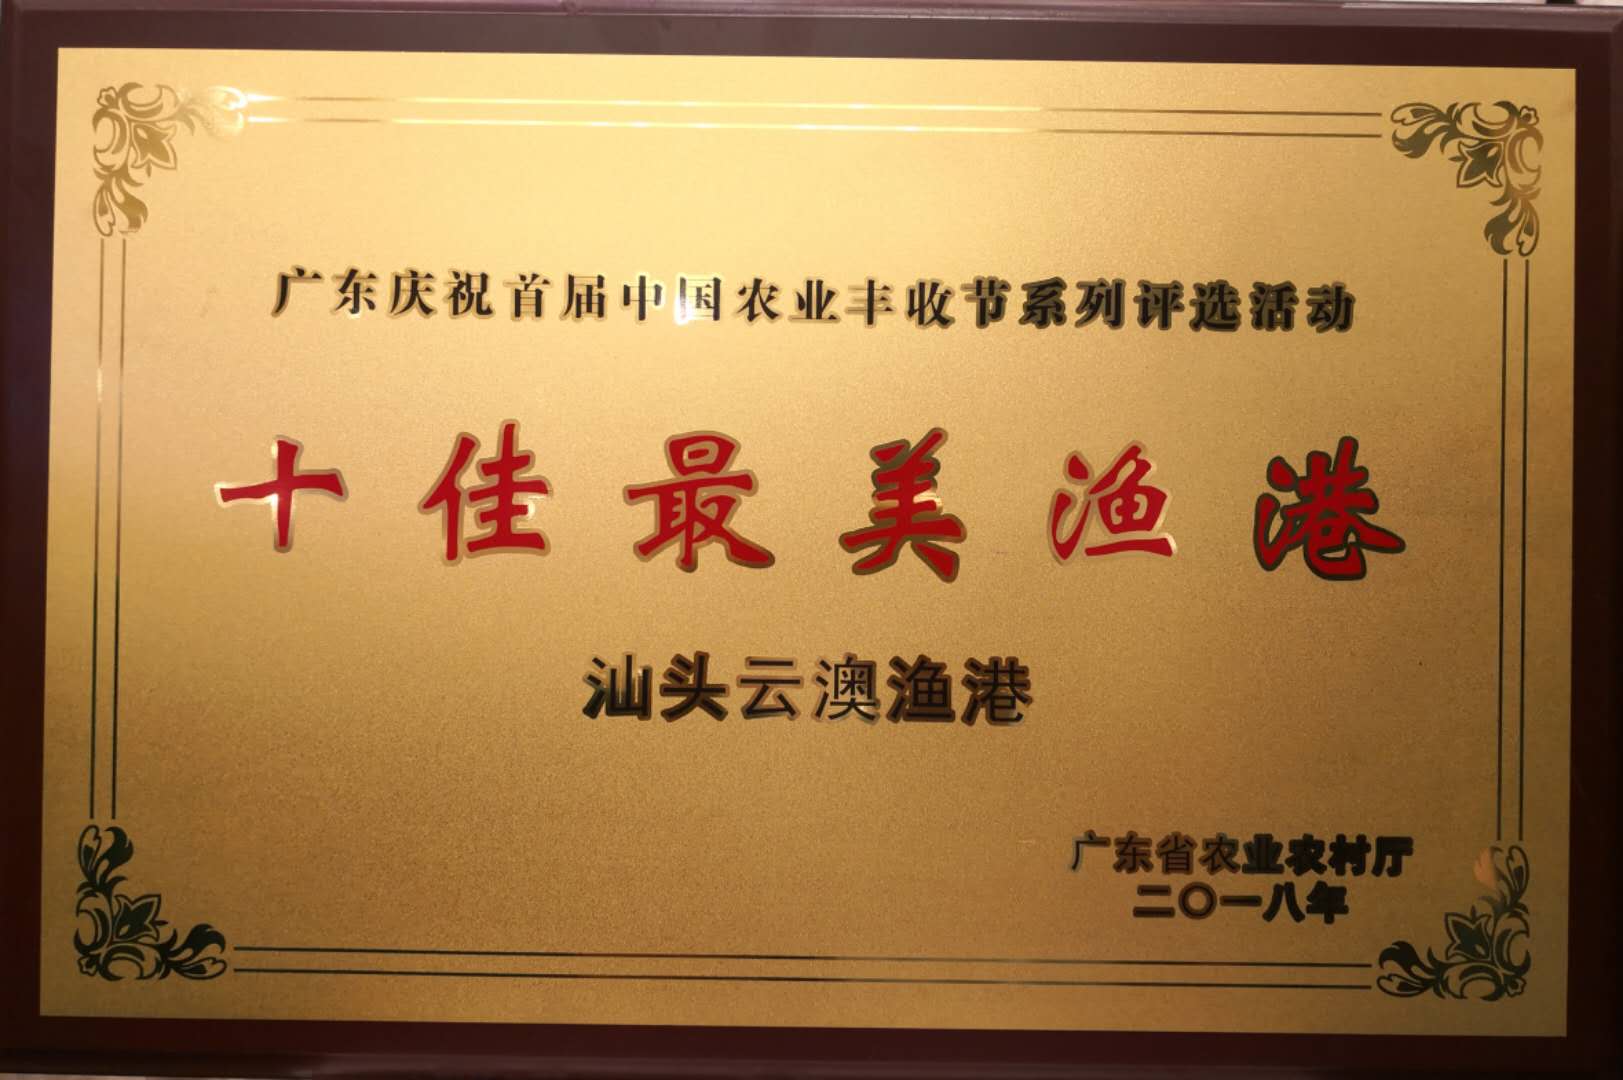 广东庆祝首届中国农业丰收节系列评选活动
十佳最美渔港
汕头云澳渔港
广东省农业农村厅
二〇一八年